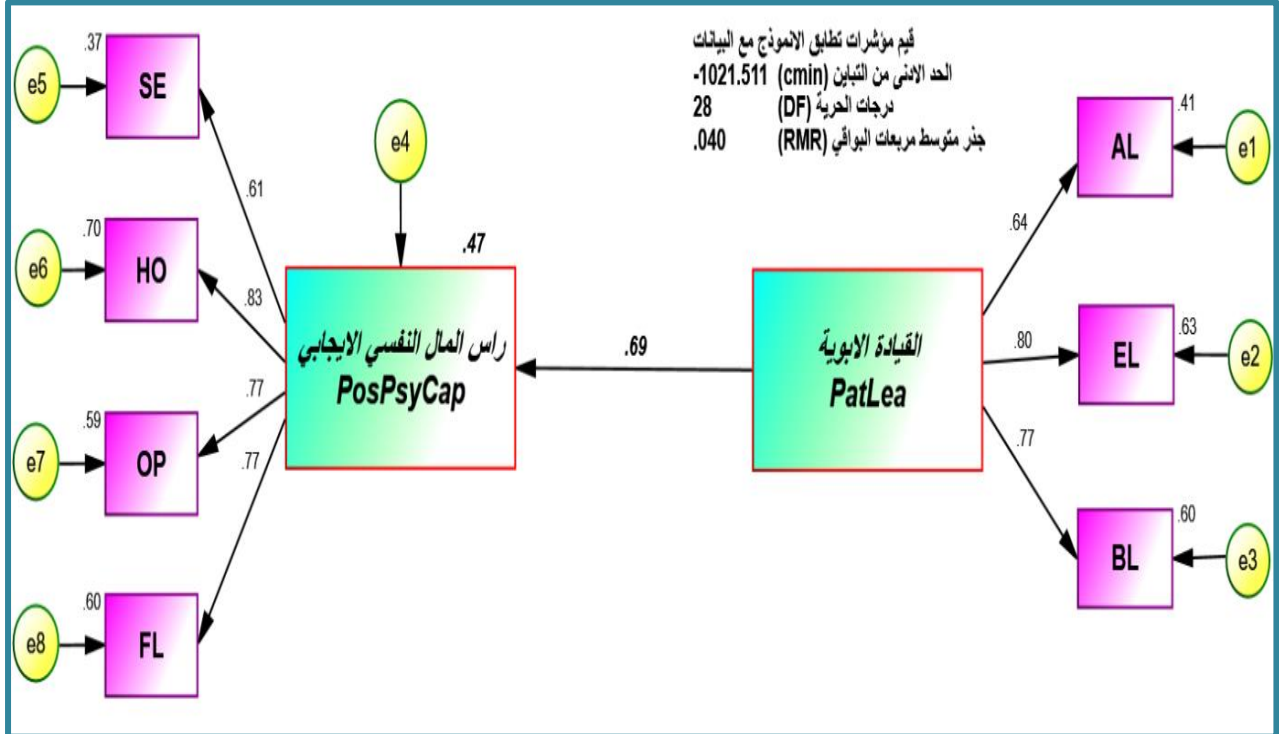 قيم مؤشرات تطابق الانموذج مع البيانات
الحد الادنى من التباين (cmin) -1021.511
درجات الحرية (DF) 28
جذر متوسط مربعات البواقي (RMR) .040
e5
.37
SE
e4
.41
AL
e1
.61
.64
e6
.70
HO
.83
.47
راس المال النفسي الايجابي
PosPsyCap
.69
القيادة الابوية
PatLea
.80
.63
EL
e2
.77
.59
OP
e7
.77
.77
.60
BL
e3
.60
FL
e8